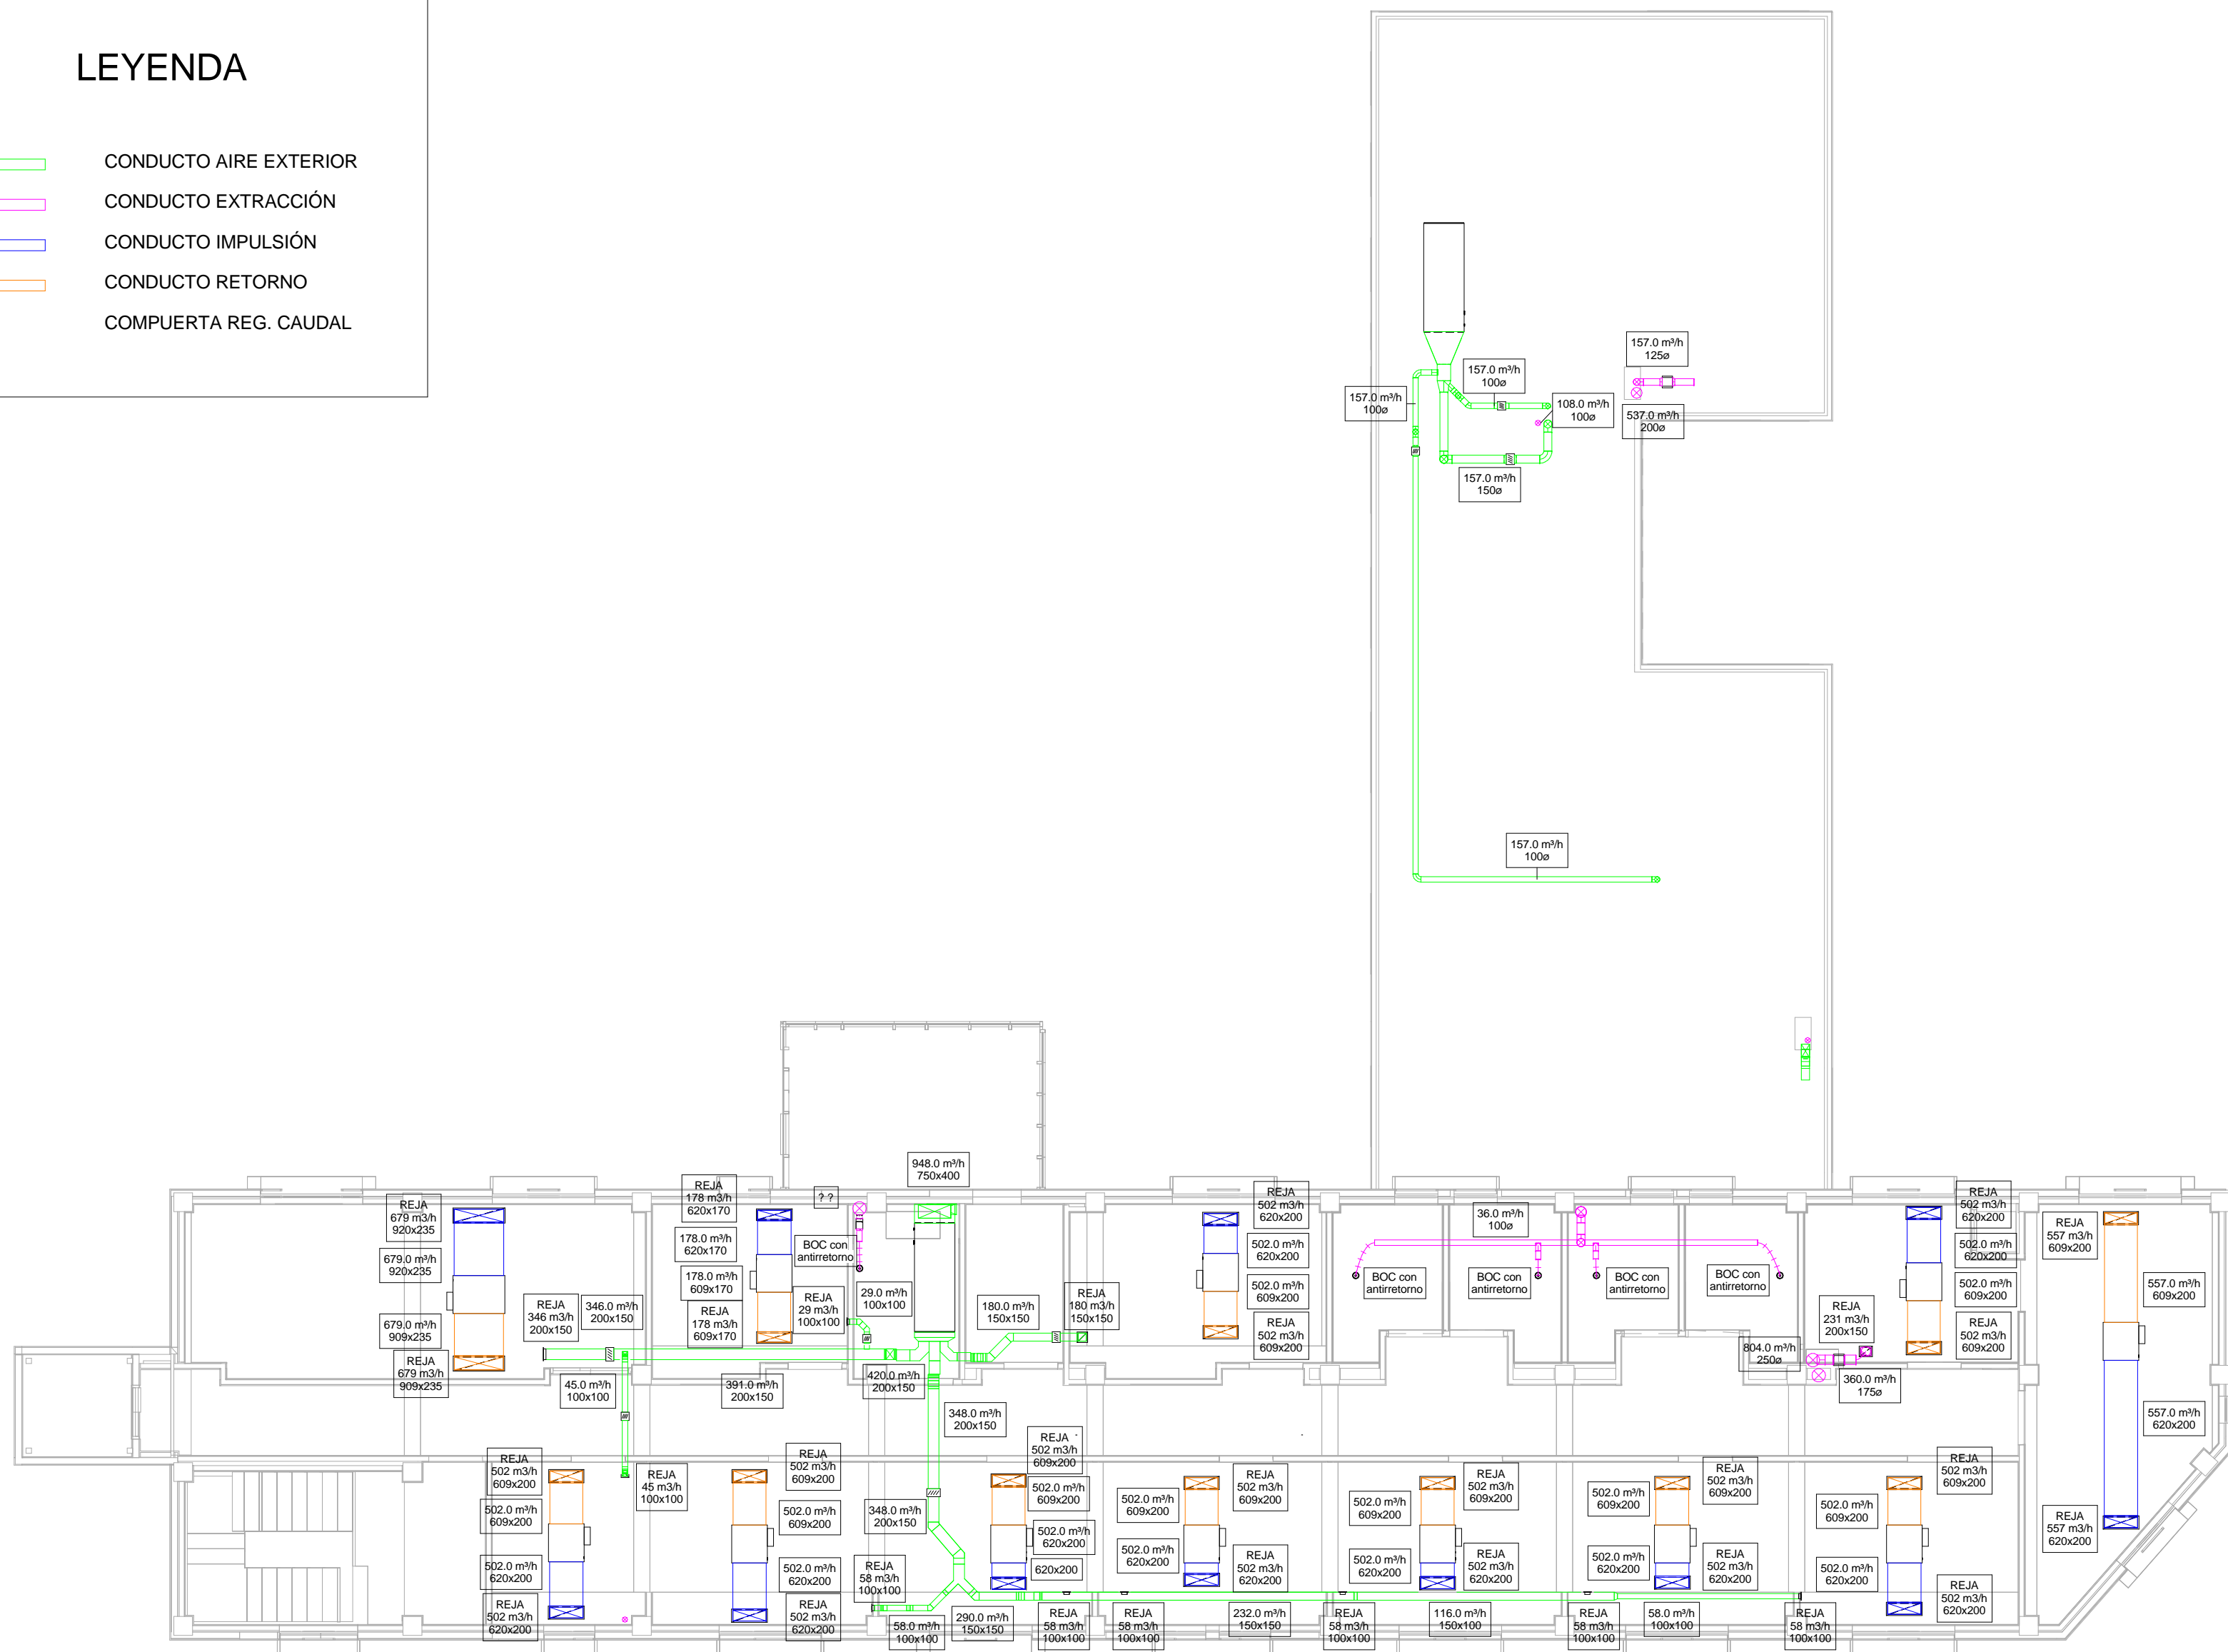 LEYENDA
CONDUCTO AIRE EXTERIOR
CONDUCTO EXTRACCIÓN
CONDUCTO IMPULSIÓN
CONDUCTO RETORNO
COMPUERTA REG. CAUDAL
157.0 m³/h
125ø
157.0 m³/h
100ø
157.0 m³/h
100ø
108.0 m³/h
100ø
537.0 m³/h
200ø
157.0 m³/h
150ø
157.0 m³/h
100ø
948.0 m³/h
750x400
REJA
679 m3/h
920x235
679.0 m³/h
920x235
679.0 m³/h
909x235
REJA
679 m3/h
909x235
REJA
346 m3/h
200x150
346.0 m³/h
200x150
REJA
178 m3/h
620x170
178.0 m³/h
620x170
178.0 m³/h
609x170
REJA
178 m3/h
609x170
? ?
BOC con
antirretorno
REJA
29 m3/h
100x100
29.0 m³/h
100x100
180.0 m³/h
150x150
REJA
180 m3/h
150x150
REJA
502 m3/h
620x200
502.0 m³/h
620x200
502.0 m³/h
609x200
REJA
502 m3/h
609x200
36.0 m³/h
100ø
BOC con
antirretorno
BOC con
antirretorno
BOC con
antirretorno
BOC con
antirretorno
REJA
231 m3/h
200x150
804.0 m³/h
250ø
360.0 m³/h
175ø
REJA
502 m3/h
620x200
502.0 m³/h
620x200
502.0 m³/h
609x200
REJA
502 m3/h
609x200
REJA
557 m3/h
609x200
557.0 m³/h
609x200
557.0 m³/h
620x200
REJA
557 m3/h
620x200
45.0 m³/h
100x100
391.0 m³/h
200x150
420.0 m³/h
200x150
348.0 m³/h
200x150
REJA
502 m3/h
609x200
502.0 m³/h
609x200
502.0 m³/h
620x200
REJA
502 m3/h
620x200
REJA
45 m3/h
100x100
REJA
502 m3/h
609x200
502.0 m³/h
609x200
502.0 m³/h
620x200
REJA
502 m3/h
620x200
348.0 m³/h
200x150
REJA
58 m3/h
100x100
58.0 m³/h
100x100
290.0 m³/h
150x150
REJA
502 m3/h
609x200
502.0 m³/h
609x200
502.0 m³/h
620x200
620x200
REJA
58 m3/h
100x100
REJA
58 m3/h
100x100
502.0 m³/h
609x200
502.0 m³/h
620x200
REJA
502 m3/h
609x200
REJA
502 m3/h
620x200
232.0 m³/h
150x150
REJA
58 m3/h
100x100
502.0 m³/h
609x200
502.0 m³/h
620x200
REJA
502 m3/h
609x200
REJA
502 m3/h
620x200
116.0 m³/h
150x100
REJA
58 m3/h
100x100
502.0 m³/h
609x200
502.0 m³/h
620x200
REJA
502 m3/h
609x200
REJA
502 m3/h
620x200
58.0 m³/h
100x100
REJA
58 m3/h
100x100
502.0 m³/h
609x200
502.0 m³/h
620x200
REJA
502 m3/h
609x200
REJA
502 m3/h
620x200